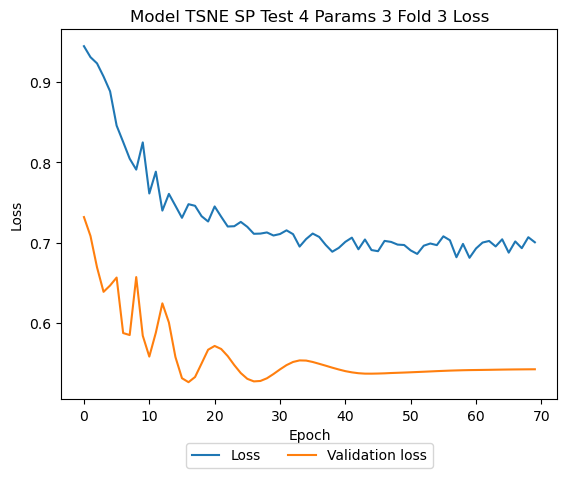 Model TSNE SP Test 4 Params 3 Fold 3 Loss
Loss
0.9
0.8
0.7
0.6
0 10 20 30 40 50 60 70
Epoch
Loss Validation loss